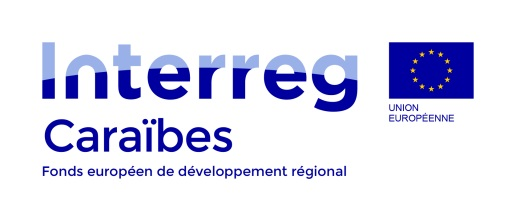 Interreg
UNION
EUROPÉENNE
Caraïbes
Fonds européen de développement régional